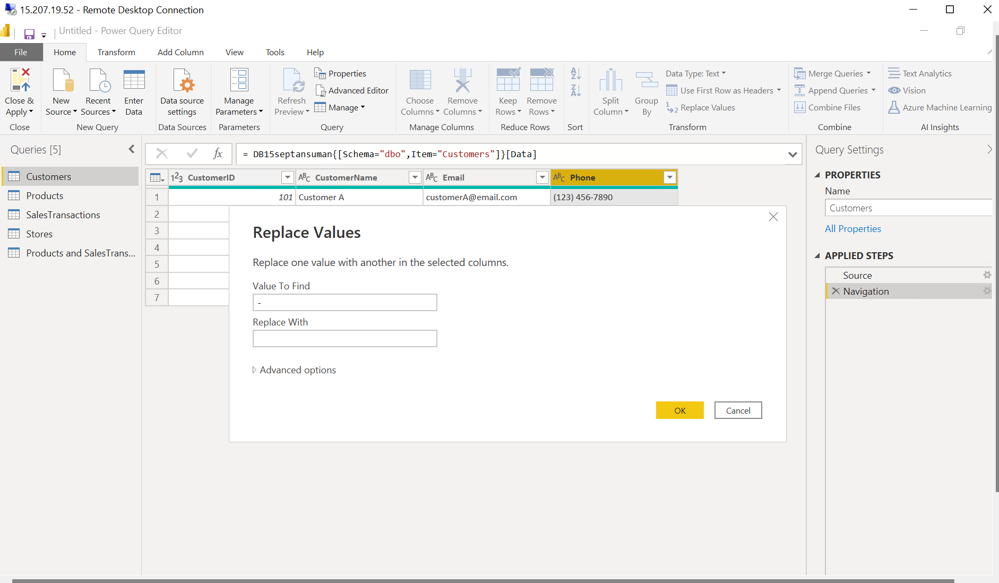 15.207.19.52 - Remote Desktop Connection
Untitled - Power Query Editor
File Home Transform Add Column View Tools Help
Close & Apply
New Source
Recent Sources
Enter Data
Data source settings
Manage Parameters
Refresh Preview
Properties
Advanced Editor
Manage
Choose Columns
Remove Columns
Keep Rows
Remove Rows
Split Column
Group By
Data Type: Text
Use First Row as Headers
Replace Values
Merge Queries
Append Queries
Combine Files
Text Analytics
Vision
Azure Machine Learning
Close New Query Data Sources Parameters Query Manage Columns Reduce Rows Sort Transform Combine AI Insights
Queries [5]
Customers
Products
SalesTransactions
Stores
Products and SalesTrans...
fx = DB15septansuman{[Schema="dbo",Item="Customers"]}[Data]
123 CustomerID ABC CustomerName ABC Email ABC Phone
1 101 Customer A customerA@email.com (123) 456-7890
2
3
4
5
6
7
Replace Values
Replace one value with another in the selected columns.
Value To Find
-
Replace With
Advanced options
OK Cancel
Query Settings
PROPERTIES
Name
Customers
All Properties
APPLIED STEPS
Source
Navigation